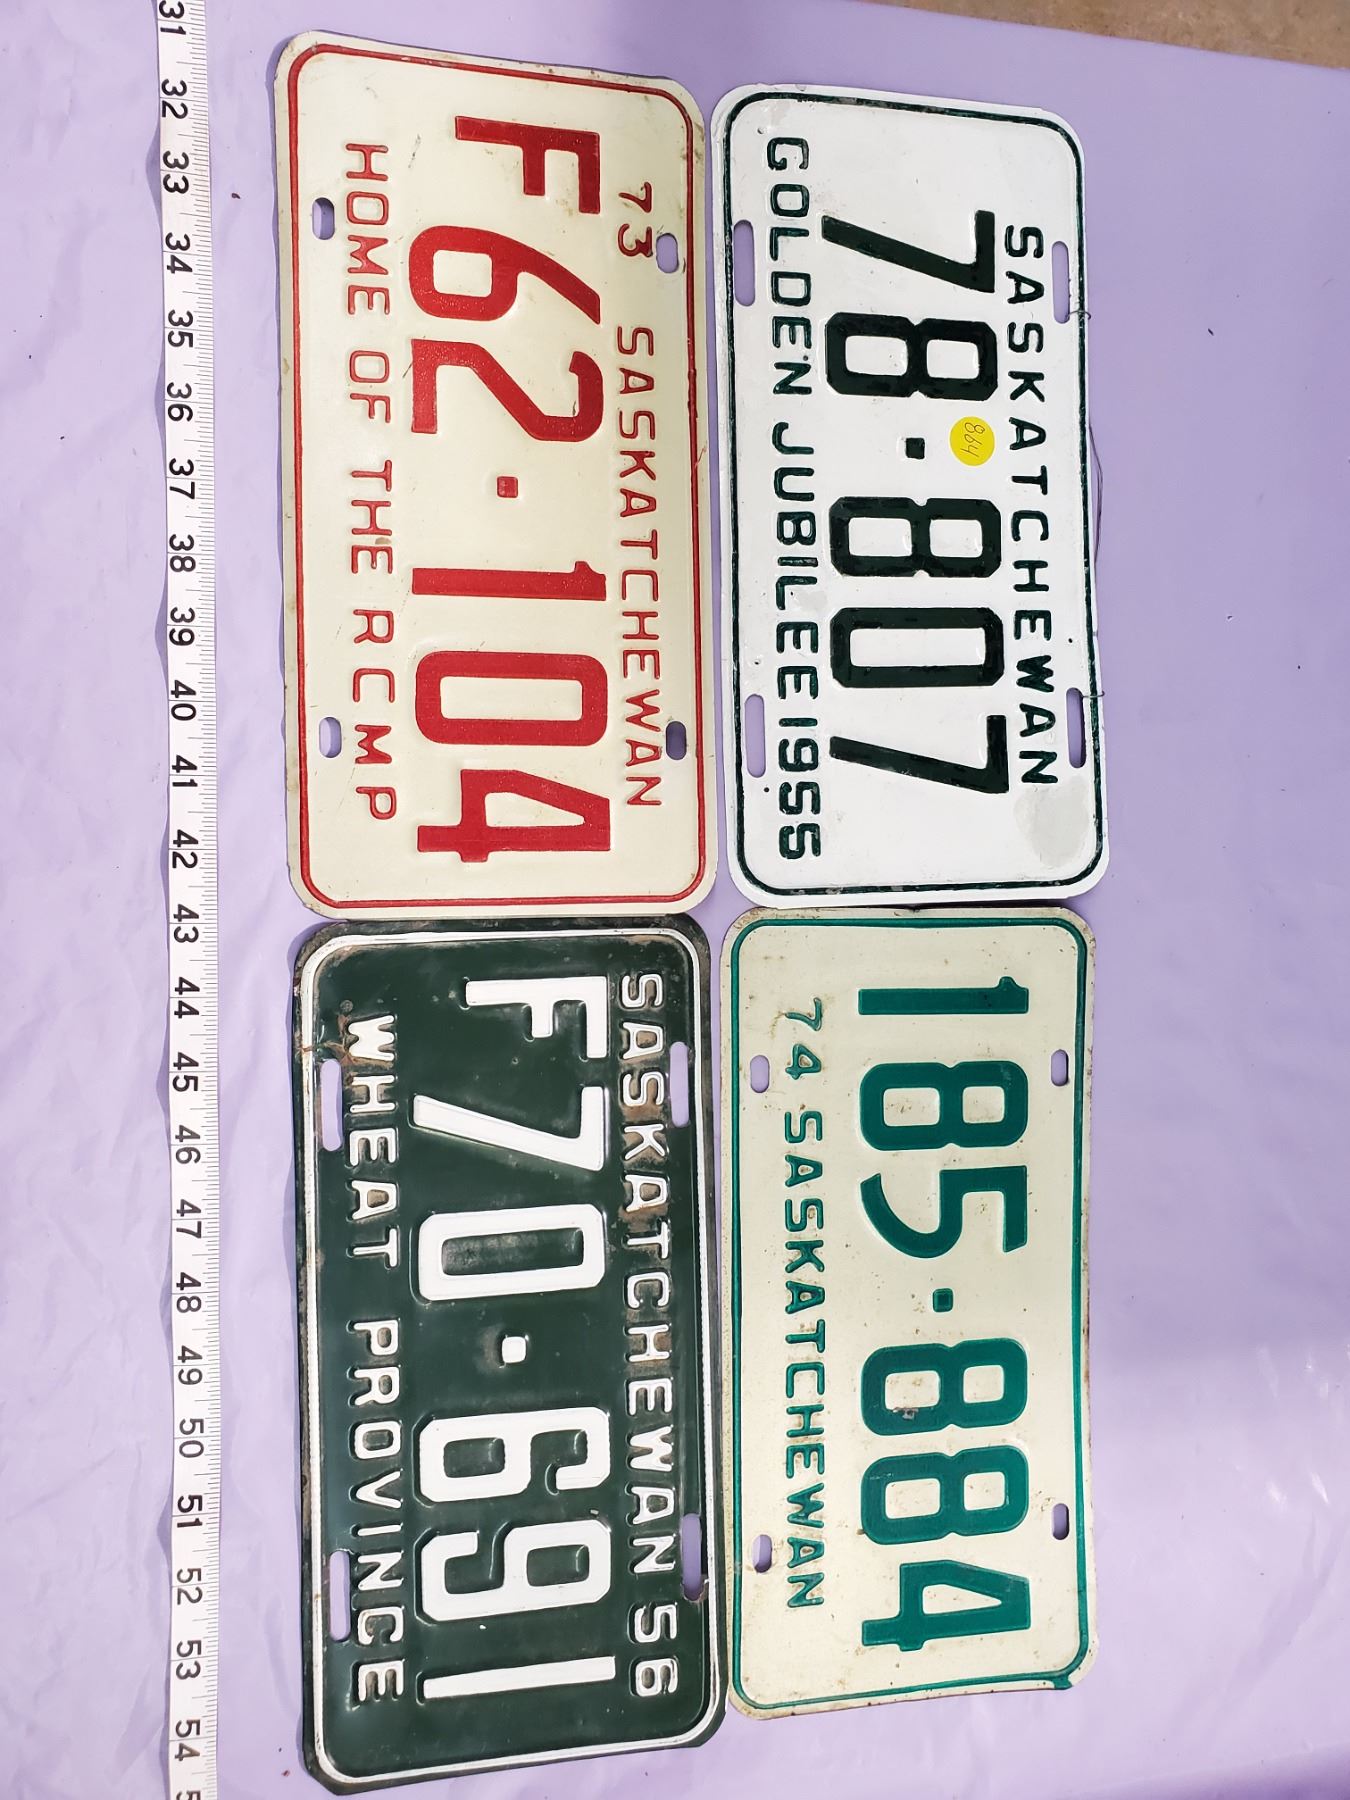 SASKATCHEWAN
78·807
864
GOLDEN JUBILEE 1955
185·884
74 SASKATCHEWAN
73 SASKATCHEWAN
F62·104
HOME OF THE RCMP
SASKATCHEWAN 56
F70·691
WHEAT PROVINCE
31 32 33 34 35 36 37 38 39 40 41 42 43 44 45 46 47 48 49 50 51 52 53 54